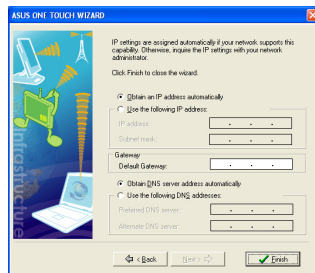 ASUS ONE TOUCH WIZARD
IP settings are assigned automatically if your network supports this
capability. Otherwise, inquire the IP settings with your network
administrator.
Click Finish to close the wizard.
Obtain an IP address automatically
Use the following IP address:
IP address:
Subnet mask:
Gateway
Default Gateway:
Obtain DNS server address automatically
Use the following DNS addresses:
Preferred DNS server:
Alternate DNS server:
Infrastructure
< Back
Next >
Finish